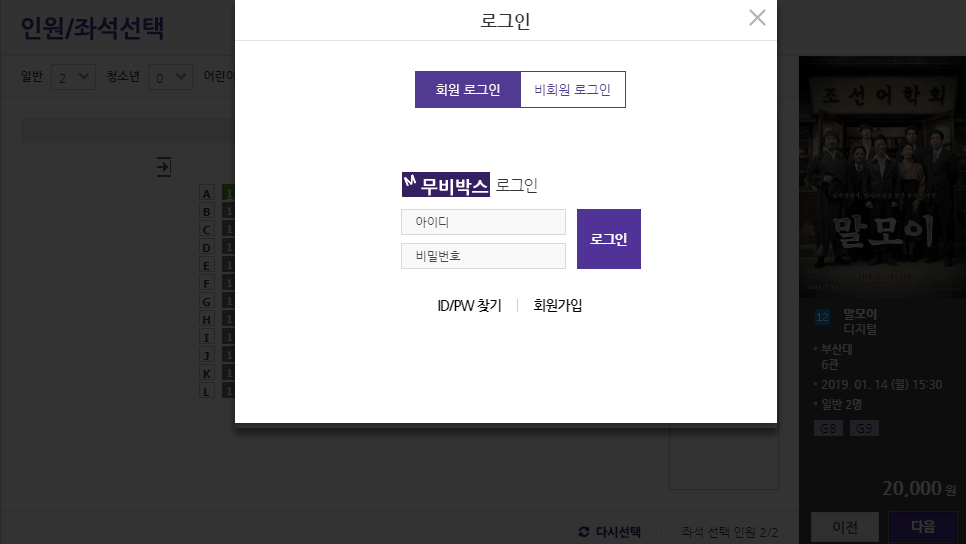 인원/좌석선택
일반 2 청소년 0 어린이
로그인
회원 로그인 비회원 로그인
M 무비박스 로그인
아이디
비밀번호
로그인
ID/PW 찾기 회원가입
A 1
B 1
C 1
D 1
E 1
F 1
G 1
H 1
I 1
J 1
K 1
L 1
다시선택 좌석 선택 인원 2/2
조선어학회
말모이
12 말모이
디지털
부산대
6관
2019. 01. 14 (월) 15:30
일반 2명
G8 G9
20,000 원
이전 다음